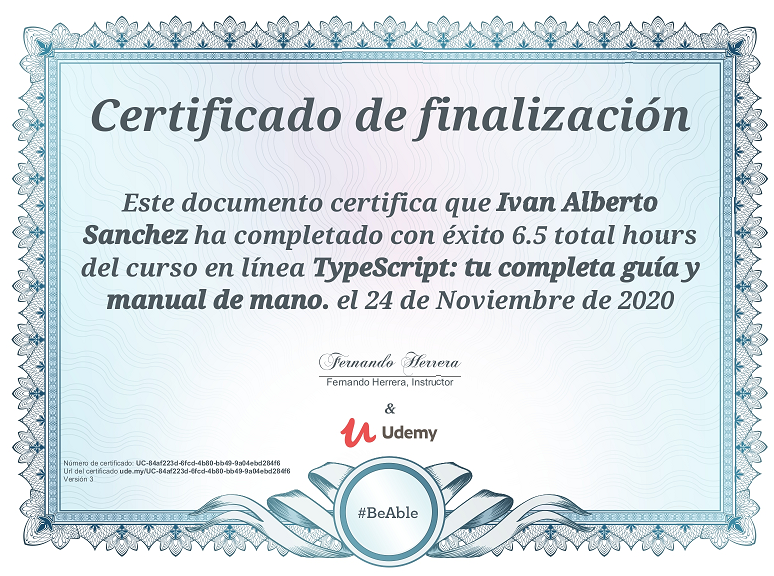 Certificado de finalización
Este documento certifica que Ivan Alberto
Sanchez ha completado con éxito 6.5 total hours
del curso en línea TypeScript: tu completa guía y
manual de mano. el 24 de Noviembre de 2020
Fernando Herrera
Fernando Herrera, Instructor
&
Udemy
Número de certificado: UC-84af223d-6fcd-4b80-bb49-9a04ebd284f6
Url del certificado ude.my/UC-84af223d-6fcd-4b80-bb49-9a04ebd284f6
Versión 3
#BeAble